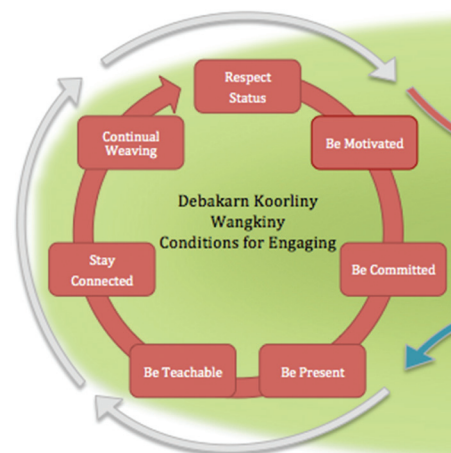 Respect
Status
Be Motivated
Be Committed
Be Present
Be Teachable
Stay
Connected
Continual
Weaving
Debakarn Koorliny
Wangkiny
Conditions for Engaging